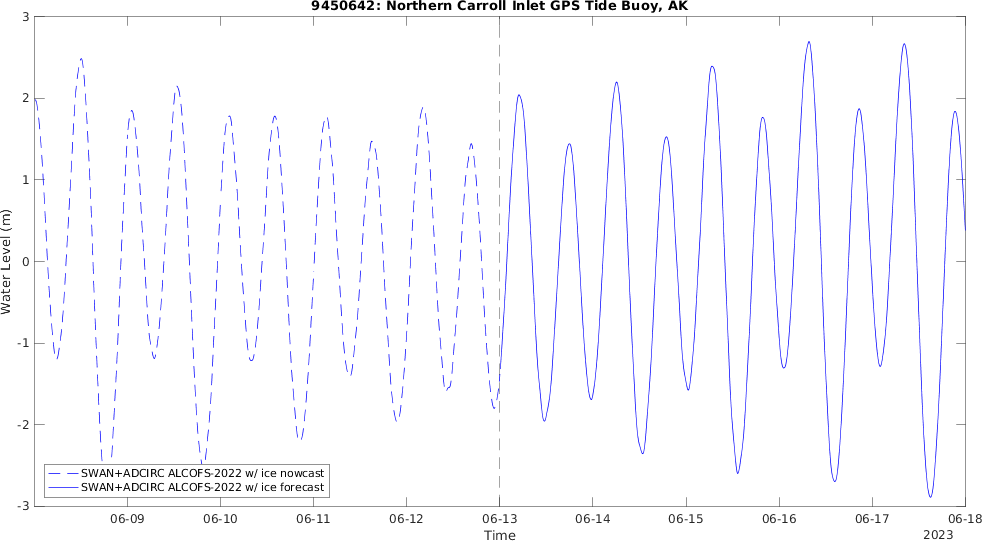 9450642: Northern Carroll Inlet GPS Tide Buoy, AK
3
2
1
0
-1
-2
-3
Water Level (m)
SWAN+ADCIRC ALCOFS-2022 w/ ice nowcast
SWAN+ADCIRC ALCOFS-2022 w/ ice forecast
06-09 06-10 06-11 06-12 06-13 06-14 06-15 06-16 06-17 06-18
Time
2023